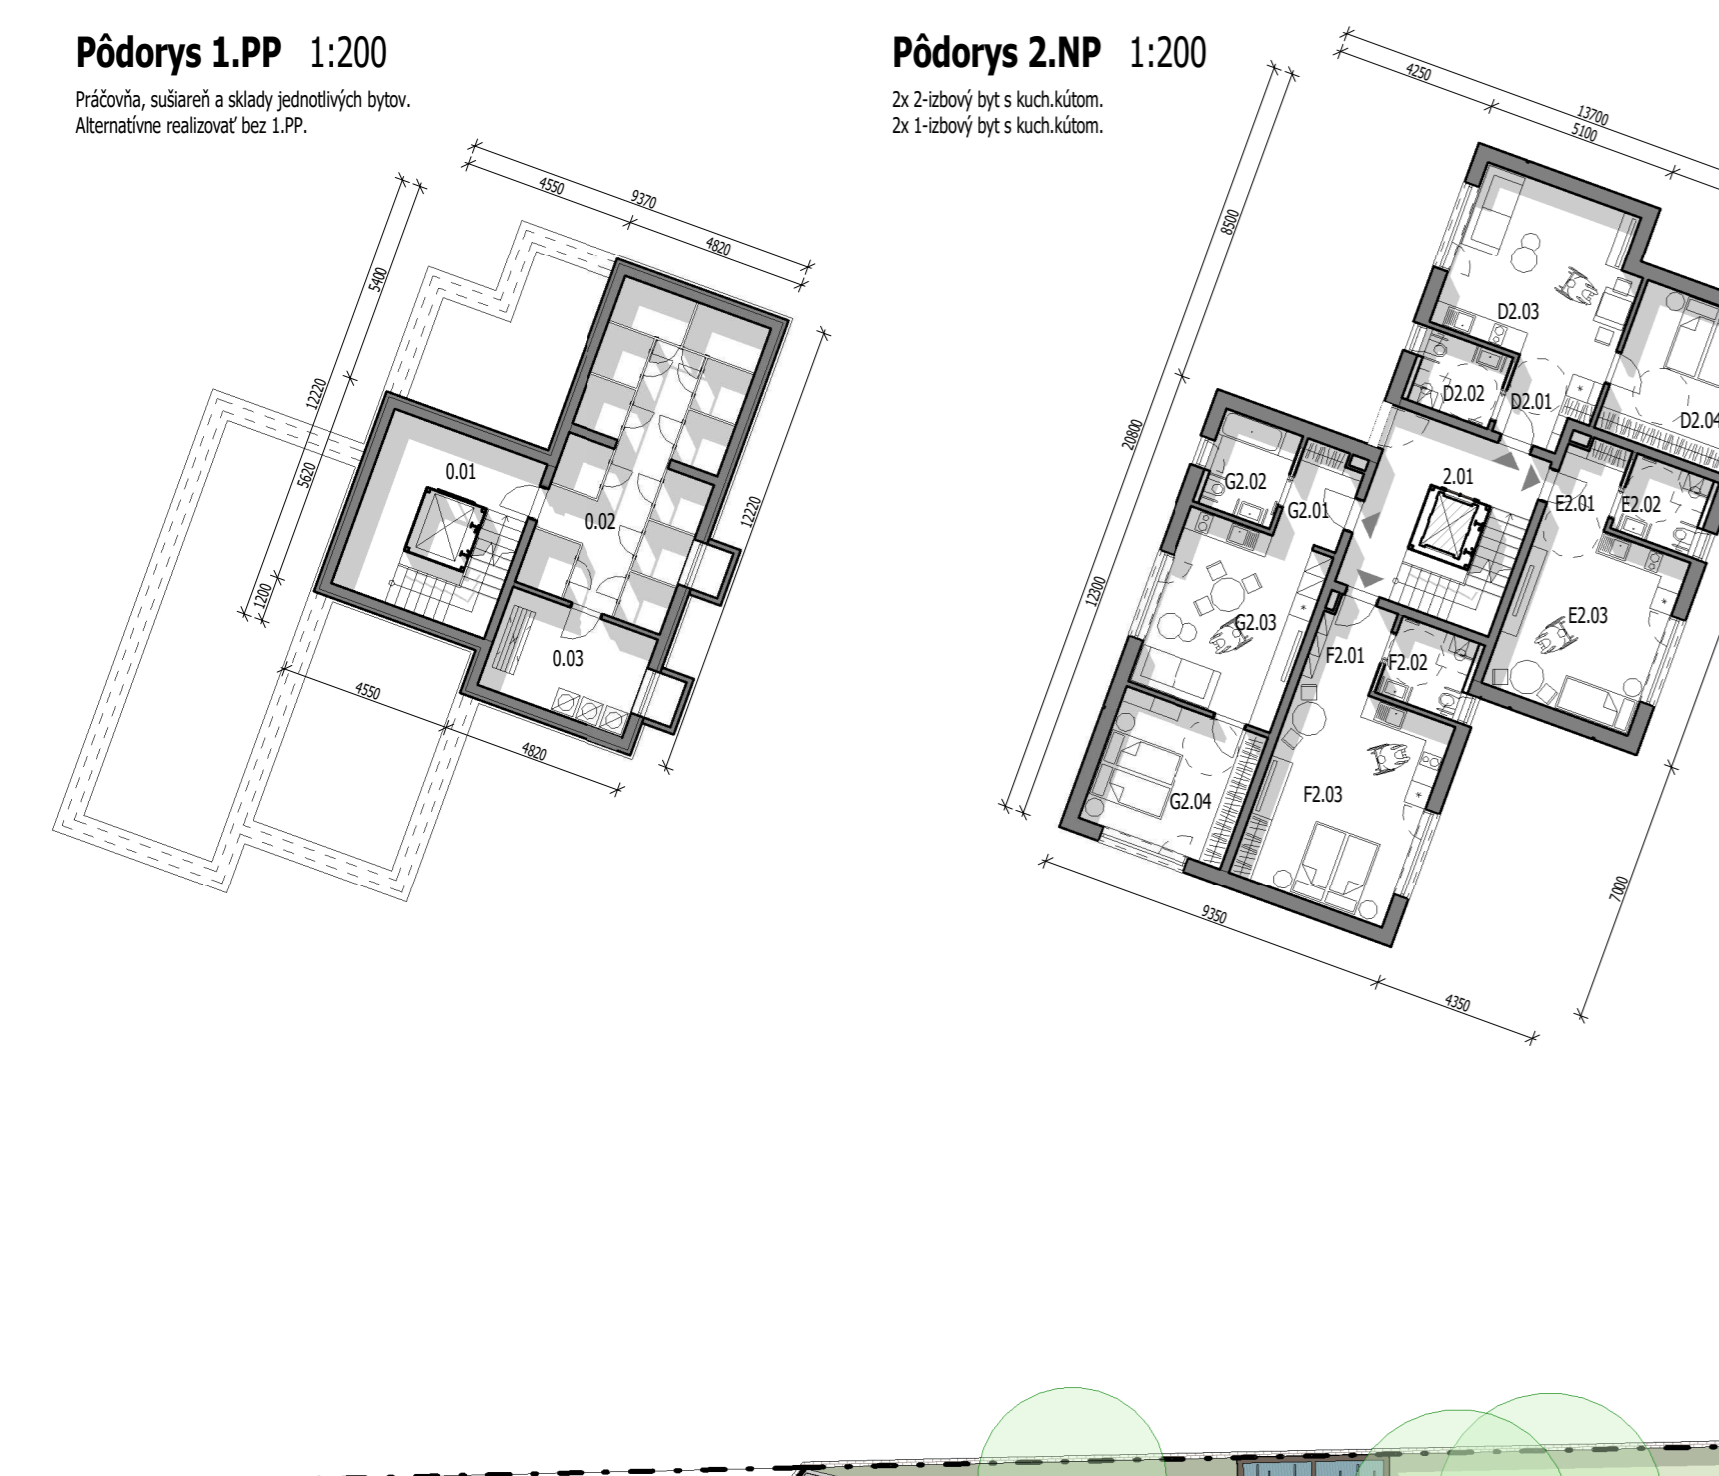 Pôdorys 1.PP 1:200
Práčovňa, sušiareň a sklady jednotlivých bytov.
Alternatívne realizovať bez 1.PP.
4550
9370
4820
5400
12220
5620
1200
12220
0.01
0.02
0.03
4550
4820
Pôdorys 2.NP 1:200
2x 2-izbový byt s kuch.kútom.
2x 1-izbový byt s kuch.kútom.
4250
13700
5100
8500
20800
12300
D2.03
D2.02
D2.01
D2.04
2.01
G2.02
G2.01
E2.01
E2.02
G2.03
E2.03
F2.01
F2.02
G2.04
F2.03
9350
4350
7000